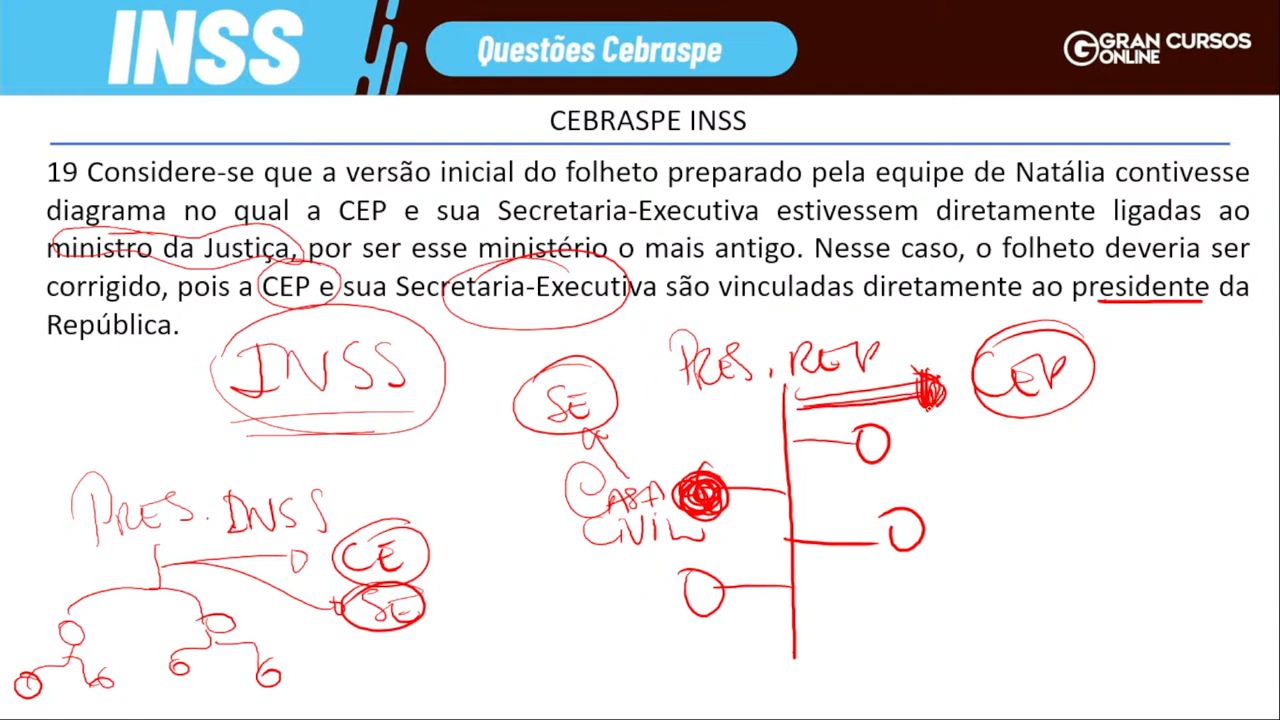 INSS
Questões Cebraspe
GRAN CURSOS
ONLINE
CEBRASPE INSS
19 Considere-se que a versão inicial do folheto preparado pela equipe de Natália contivesse
diagrama no qual a CEP e sua Secretaria-Executiva estivessem diretamente ligadas ao
ministro da Justiça, por ser esse ministério o mais antigo. Nesse caso, o folheto deveria ser
corrigido, pois a CEP e sua Secretaria-Executiva são vinculadas diretamente ao presidente da
República.
INSS
PRES. REP
CEP
SE
CASA
CIVIL
PRES. INSS
CE
SE